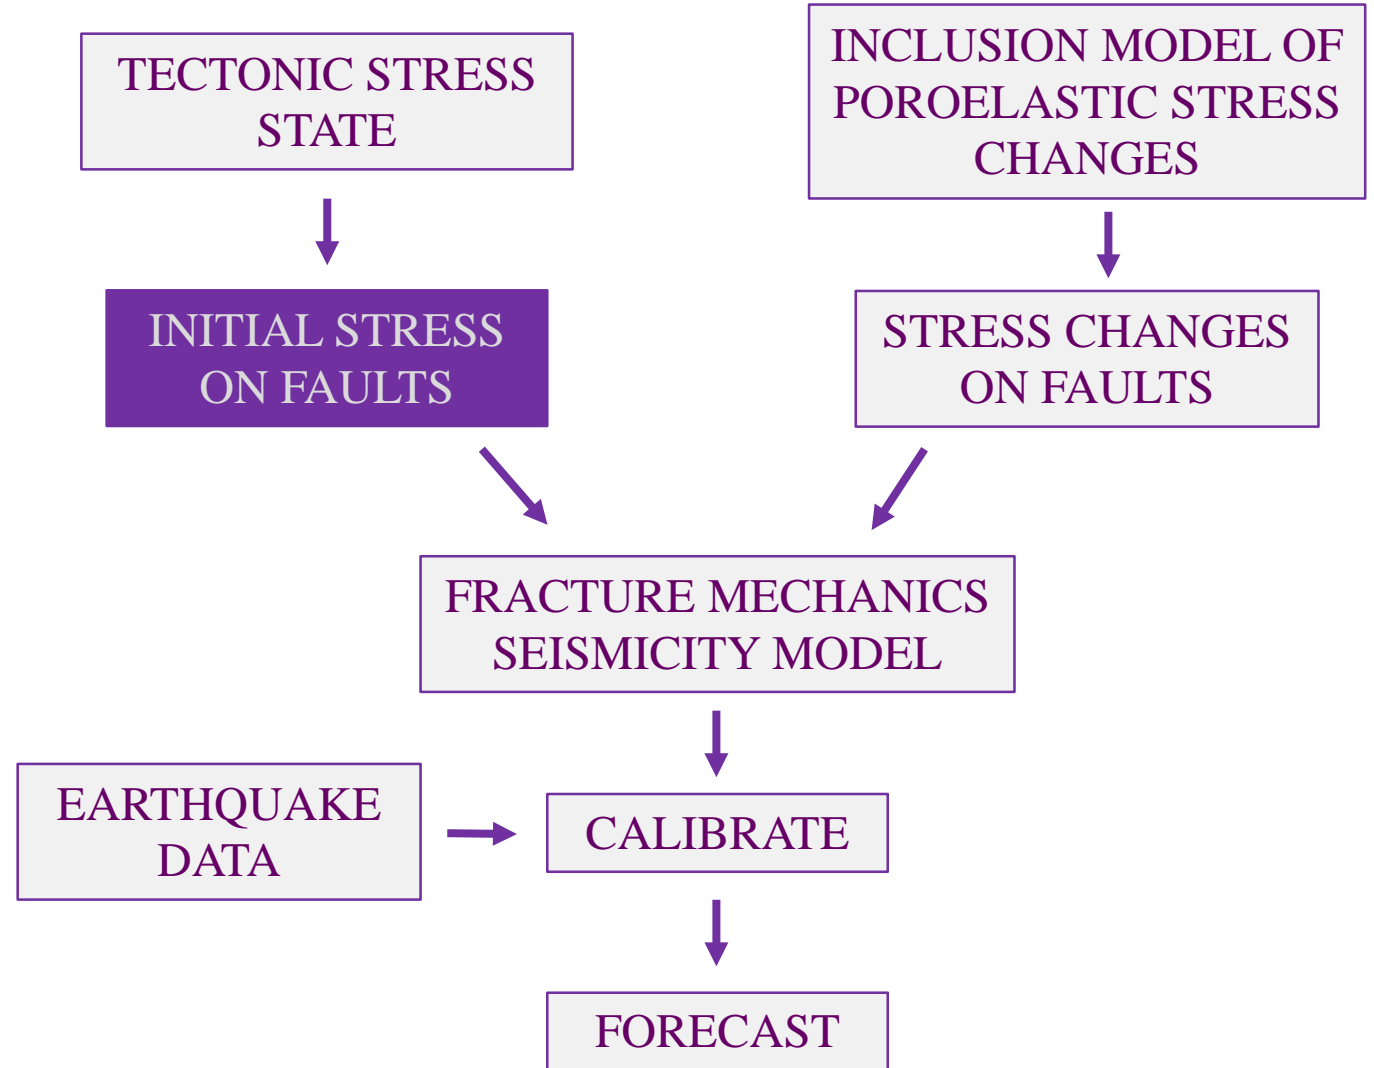 TECTONIC STRESS
STATE
INCLUSION MODEL OF
POROELASTIC STRESS
CHANGES
INITIAL STRESS
ON FAULTS
STRESS CHANGES
ON FAULTS
FRACTURE MECHANICS
SEISMICITY MODEL
EARTHQUAKE
DATA
CALIBRATE
FORECAST